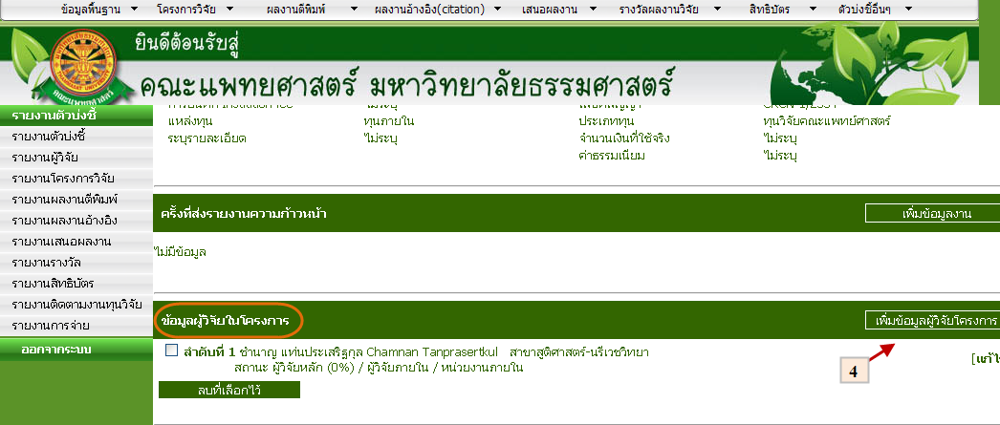 ข้อมูลพื้นฐาน โครงการวิจัย ผลงานตีพิมพ์ ผลงานอ้างอิง(citation) เสนอผลงาน รางวัลผลงานวิจัย สิทธิบัตร ตัวบ่งชี้อื่นๆ
ยินดีต้อนรับสู่
คณะแพทยศาสตร์ มหาวิทยาลัยธรรมศาสตร์
รายงานตัวบ่งชี้
รายงานตัวบ่งชี้
รายงานผู้วิจัย
รายงานโครงการวิจัย
รายงานผลงานตีพิมพ์
รายงานผลงานอ้างอิง
รายงานเสนอผลงาน
รายงานรางวัล
รายงานสิทธิบัตร
รายงานติดตามงานทุนวิจัย
รายงานการจ่าย
ออกจากระบบ
แหล่งทุน ทุนภายใน ประเภททุน ทุนวิจัยคณะแพทย์ศาสตร์
ระบุรายละเอียด ไม่ระบุ จำนวนเงินที่ใช้จริง ไม่ระบุ
ค่าธรรมเนียม ไม่ระบุ
ครั้งที่ส่งรายงานความก้าวหน้า เพิ่มข้อมูลงาน
ไม่มีข้อมูล
ข้อมูลผู้วิจัยในโครงการ เพิ่มข้อมูลผู้วิจัยโครงการ
ลำดับที่ 1 ชำนาญ แท่นประเสริฐกุล Chamnan Tanprasertkul สาขาสูติศาสตร์-นรีเวชวิทยา
สถานะ ผู้วิจัยหลัก (0%) / ผู้วิจัยภายใน / หน่วยงานภายใน
4
ลบที่เลือกไว้